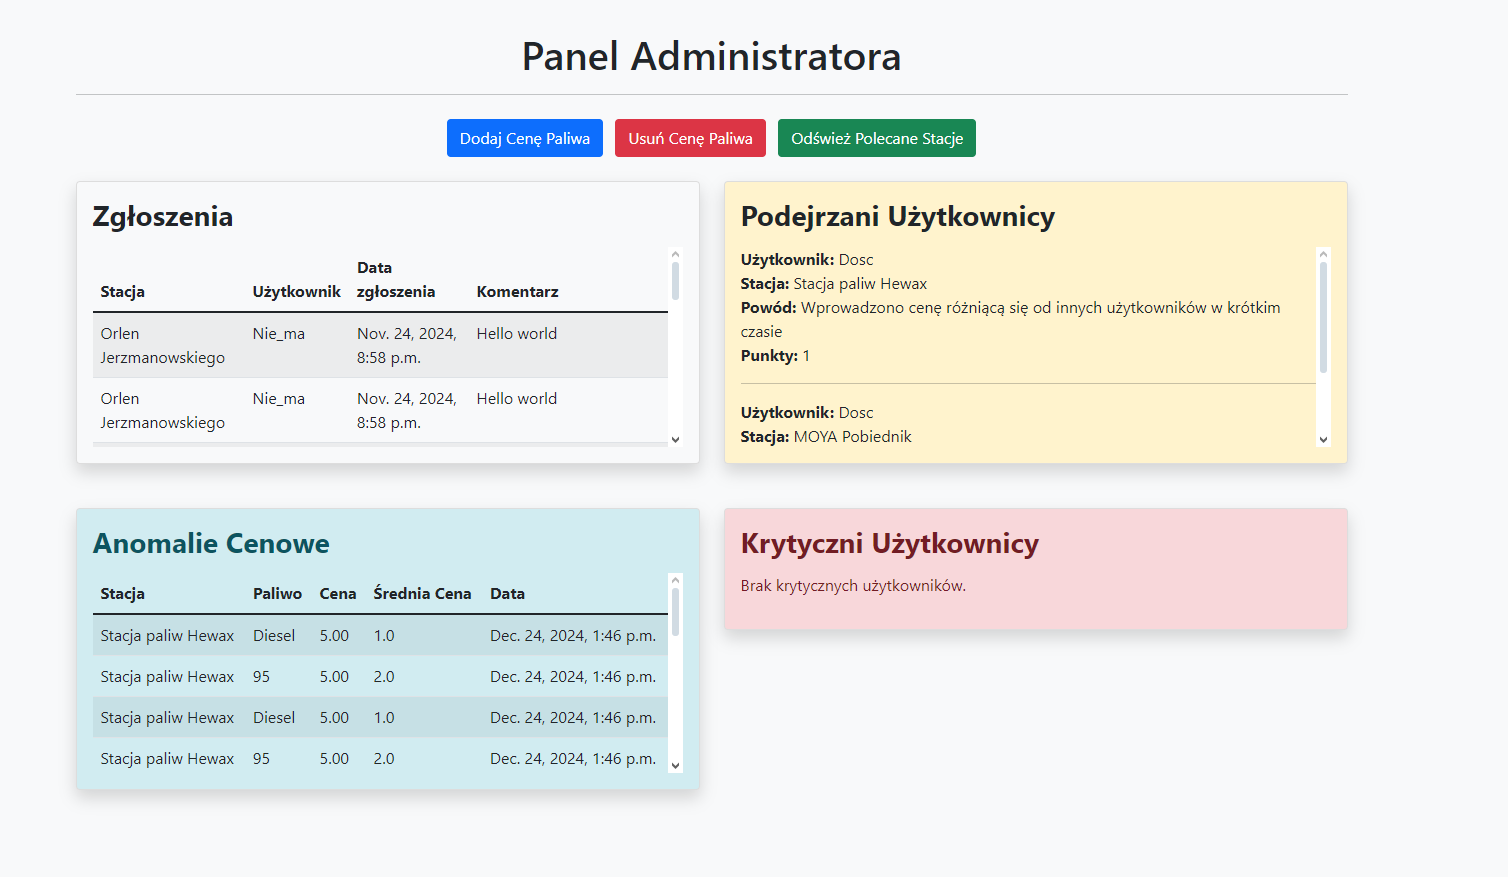 Panel Administratora
Dodaj Cenę Paliwa
Usuń Cenę Paliwa
Odśwież Polecane Stacje
Zgłoszenia
Stacja Użytkownik Data zgłoszenia Komentarz
Orlen Jerzmanowskiego Nie_ma Nov. 24, 2024, 8:58 p.m. Hello world
Orlen Jerzmanowskiego Nie_ma Nov. 24, 2024, 8:58 p.m. Hello world
Podejrzani Użytkownicy
Użytkownik: Dosc
Stacja: Stacja paliw Hewax
Powód: Wprowadzono cenę różniącą się od innych użytkowników w krótkim
czasie
Punkty: 1
Użytkownik: Dosc
Stacja: MOYA Pobiednik
Anomalie Cenowe
Stacja Paliwo Cena Średnia Cena Data
Stacja paliw Hewax Diesel 5.00 1.0 Dec. 24, 2024, 1:46 p.m.
Stacja paliw Hewax 95 5.00 2.0 Dec. 24, 2024, 1:46 p.m.
Stacja paliw Hewax Diesel 5.00 1.0 Dec. 24, 2024, 1:46 p.m.
Stacja paliw Hewax 95 5.00 2.0 Dec. 24, 2024, 1:46 p.m.
Krytyczni Użytkownicy
Brak krytycznych użytkowników.